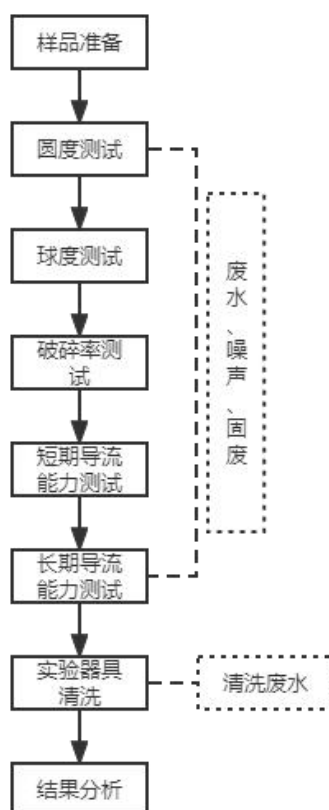 样品准备
圆度测试
球度测试
破碎率测
试
短期导流
能力测试
长期导流
能力测试
废水、噪声、固废
实验器具
清洗
清洗废水
结果分析